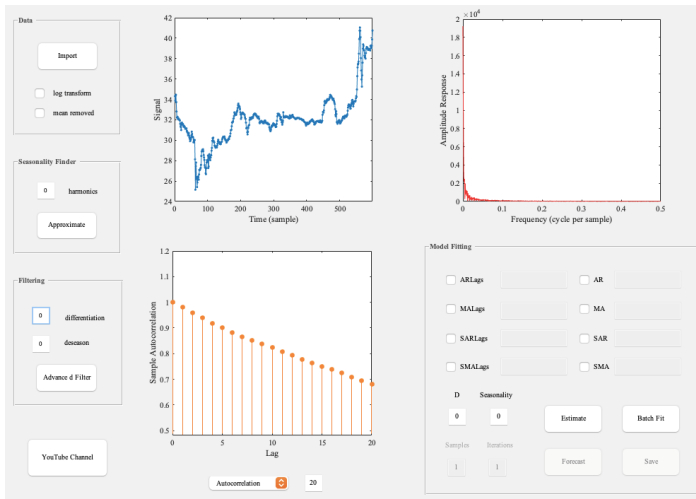 Data
Import
log transform
mean removed
Seasonality Finder
0 harmonics
Approximate
Filtering
0 differentiation
0 deseason
Advance d Filter
YouTube Channel
42
40
38
36
34
32
30
28
26
24
Signal
0 100 200 300 400 500
Time (sample)
×10⁴
2
1.8
1.6
1.4
1.2
1
0.8
0.6
0.4
0.2
0
Amplitude Response
0 0.1 0.2 0.3 0.4 0.5
Frequency (cycle per sample)
1.2
1.1
1
0.9
0.8
0.7
0.6
0.5
Sample Autocorrelation
0 5 10 15 20
Lag
Autocorrelation 20
Model Fitting
ARLags AR
MALags MA
SARLags SAR
SMALags SMA
D Seasonality
0 0 Estimate Batch Fit
Samples Iterations
1 1 Forecast Save